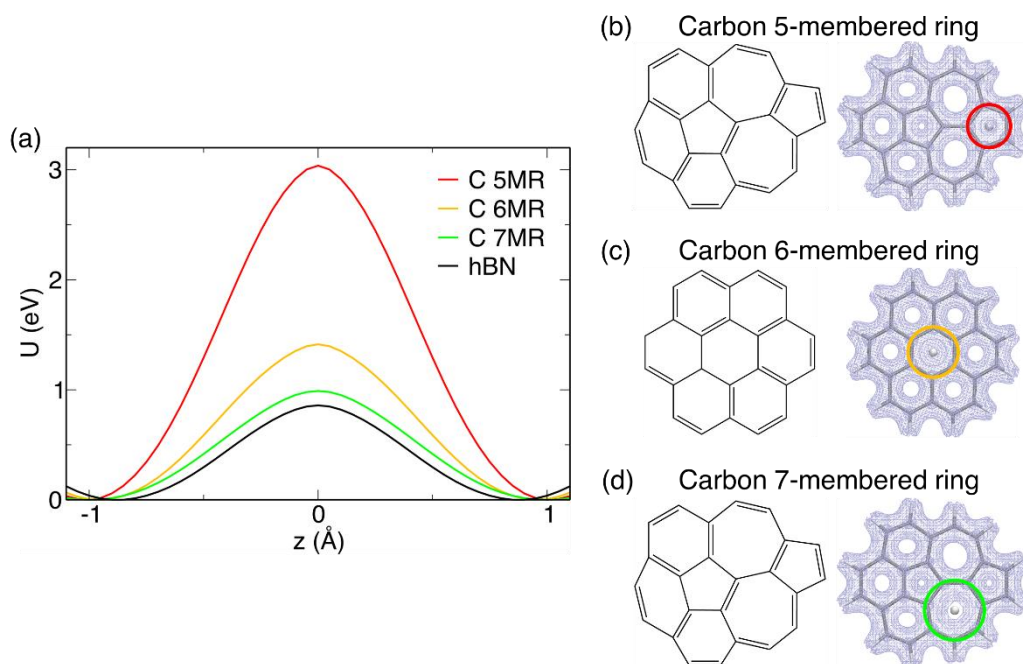 (a)
U (eV)
3
2
1
0
-1
0
1
z (Å)
C 5MR
C 6MR
C 7MR
hBN
(b) Carbon 5-membered ring
(c) Carbon 6-membered ring
(d) Carbon 7-membered ring